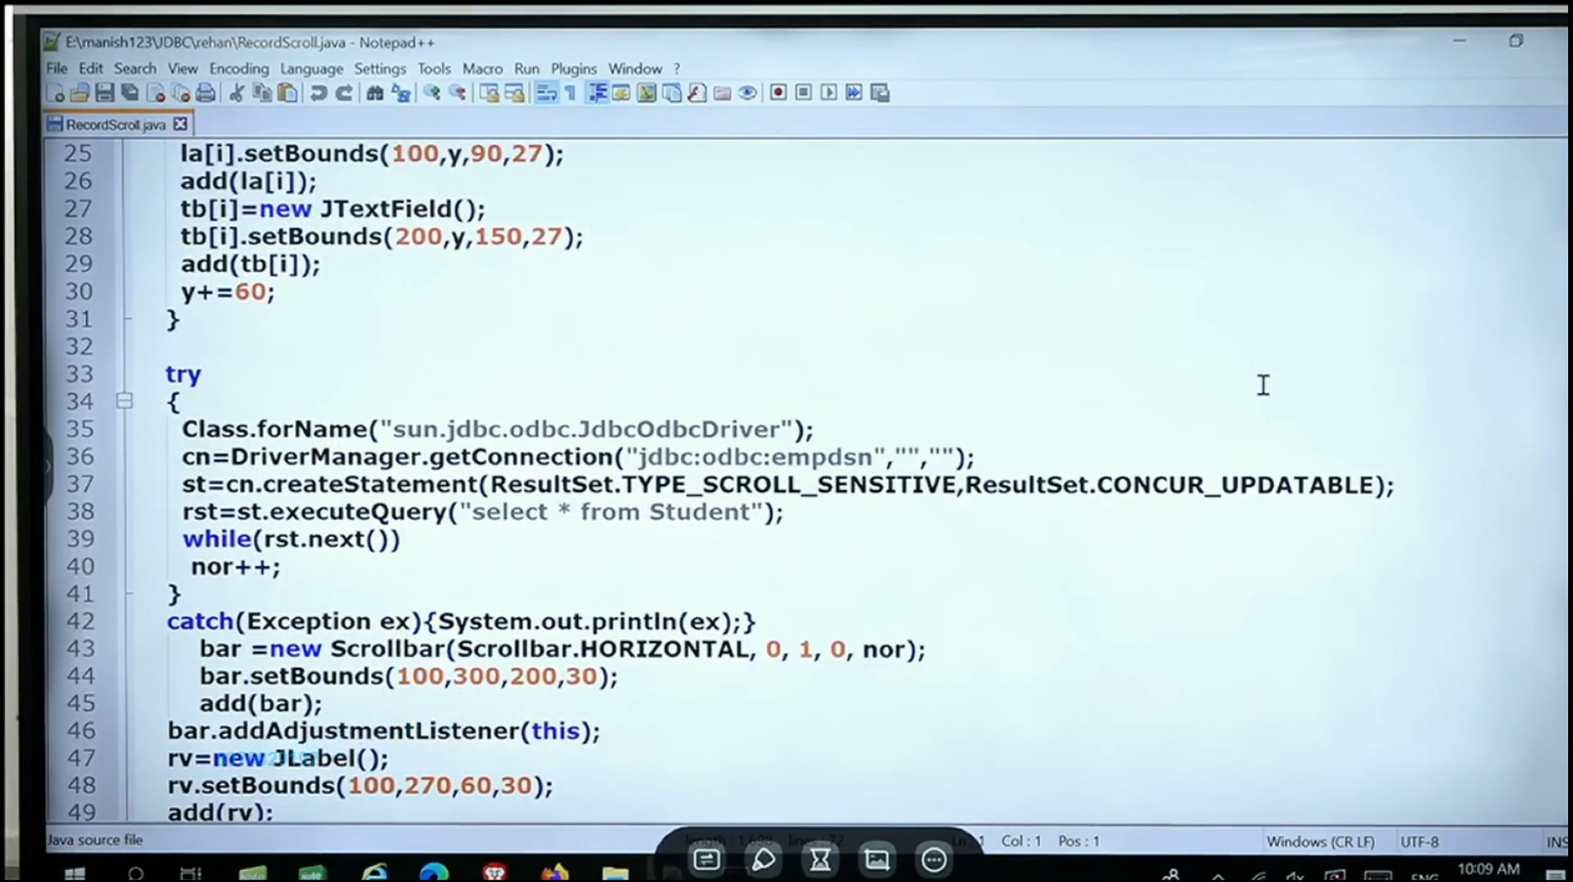 E:\manish123\JDBC\rehan\RecordScroll.java - Notepad++
File Edit Search View Encoding Language Settings Tools Macro Run Plugins Window ?
RecordScroll.java
25 la[i].setBounds(100,y,90,27);
26 add(la[i]);
27 tb[i]=new JTextField();
28 tb[i].setBounds(200,y,150,27);
29 add(tb[i]);
30 y+=60;
31 }
32
33 try
34 {
35 Class.forName("sun.jdbc.odbc.JdbcOdbcDriver");
36 cn=DriverManager.getConnection("jdbc:odbc:empdsn","","");
37 st=cn.createStatement(ResultSet.TYPE_SCROLL_SENSITIVE,ResultSet.CONCUR_UPDATABLE);
38 rst=st.executeQuery("select * from Student");
39 while(rst.next())
40 nor++;
41 }
42 catch(Exception ex){System.out.println(ex);}
43 bar =new Scrollbar(Scrollbar.HORIZONTAL, 0, 1, 0, nor);
44 bar.setBounds(100,300,200,30);
45 add(bar);
46 bar.addAdjustmentListener(this);
47 rv=new JLabel();
48 rv.setBounds(100,270,60,30);
49 add(rv);
Java source file Col : 1 Pos : 1 Windows (CR LF) UTF-8 INS
ENG 10:09 AM